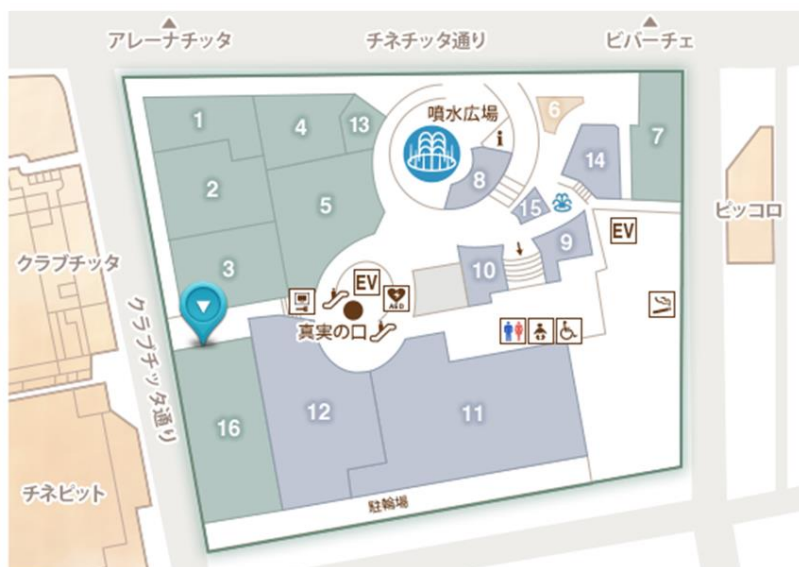 アレーナチッタ
チネチッタ通り
ビバーチェ
噴水広場
1
4
13
6
7
i
14
2
8
5
15
ピッコロ
9
EV
クラブチッタ
3
10
EV
AED
真実の口
クラブチッタ通り
12
11
16
チネピット
駐輪場